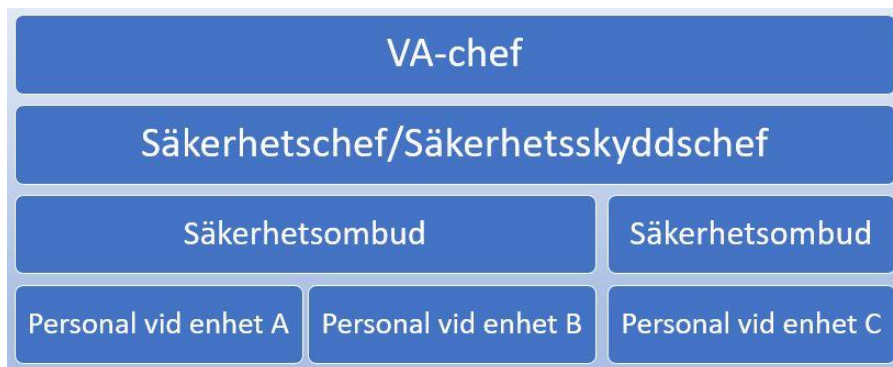 VA-chef
Säkerhetschef/Säkerhetsskyddschef
Säkerhetsombud
Säkerhetsombud
Personal vid enhet A
Personal vid enhet B
Personal vid enhet C